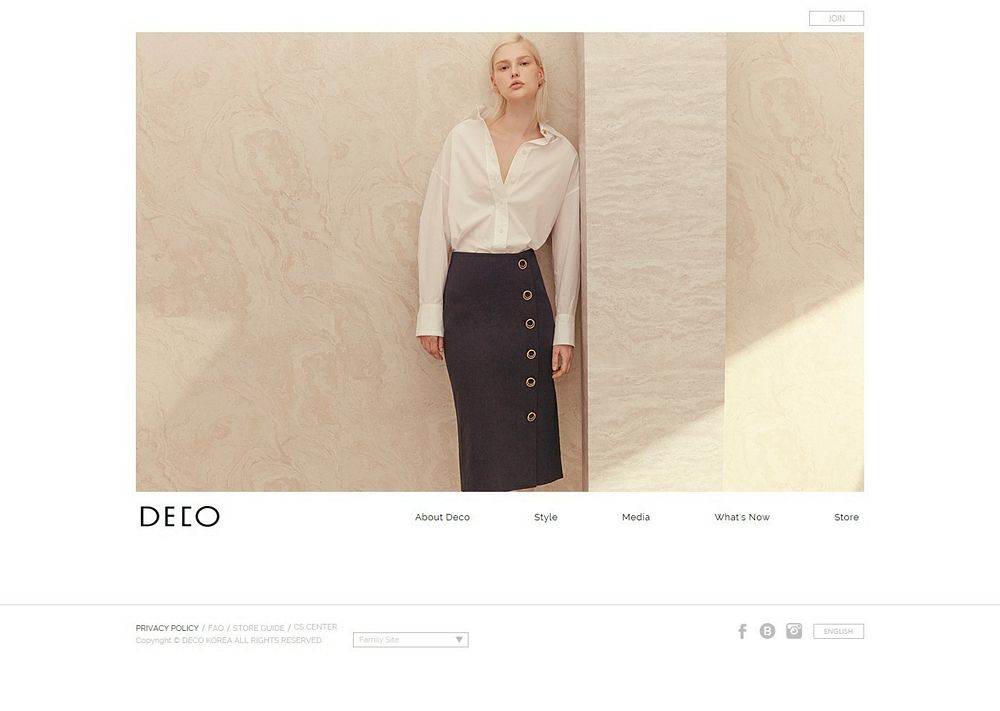 JOIN
DECO
About Deco
Style
Media
What's Now
Store
PRIVACY POLICY / FAQ / STORE GUIDE / CS CENTER
Copyright © DECO KOREA ALL RIGHTS RESERVED
Family Site
ENGLISH